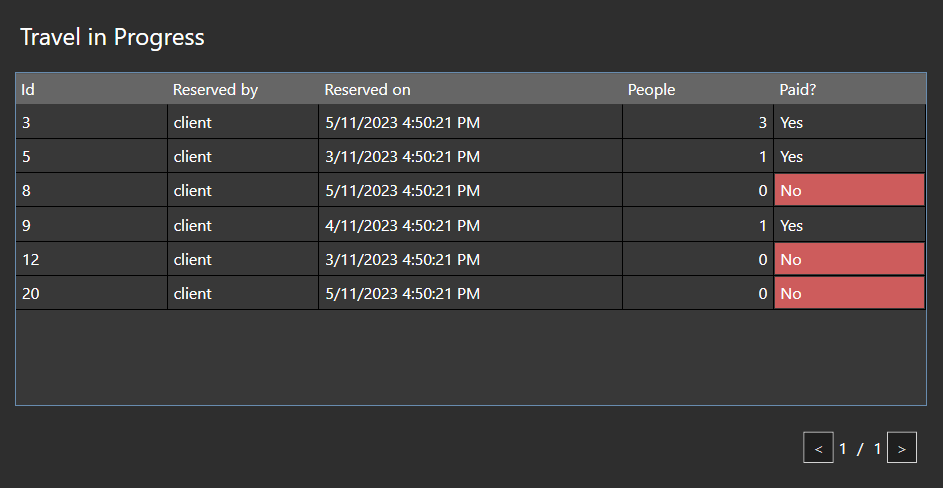 Travel in Progress
Id Reserved by Reserved on People Paid?
3 client 5/11/2023 4:50:21 PM 3 Yes
5 client 3/11/2023 4:50:21 PM 1 Yes
8 client 5/11/2023 4:50:21 PM 0 No
9 client 4/11/2023 4:50:21 PM 1 Yes
12 client 3/11/2023 4:50:21 PM 0 No
20 client 5/11/2023 4:50:21 PM 0 No
< 1 / 1 >